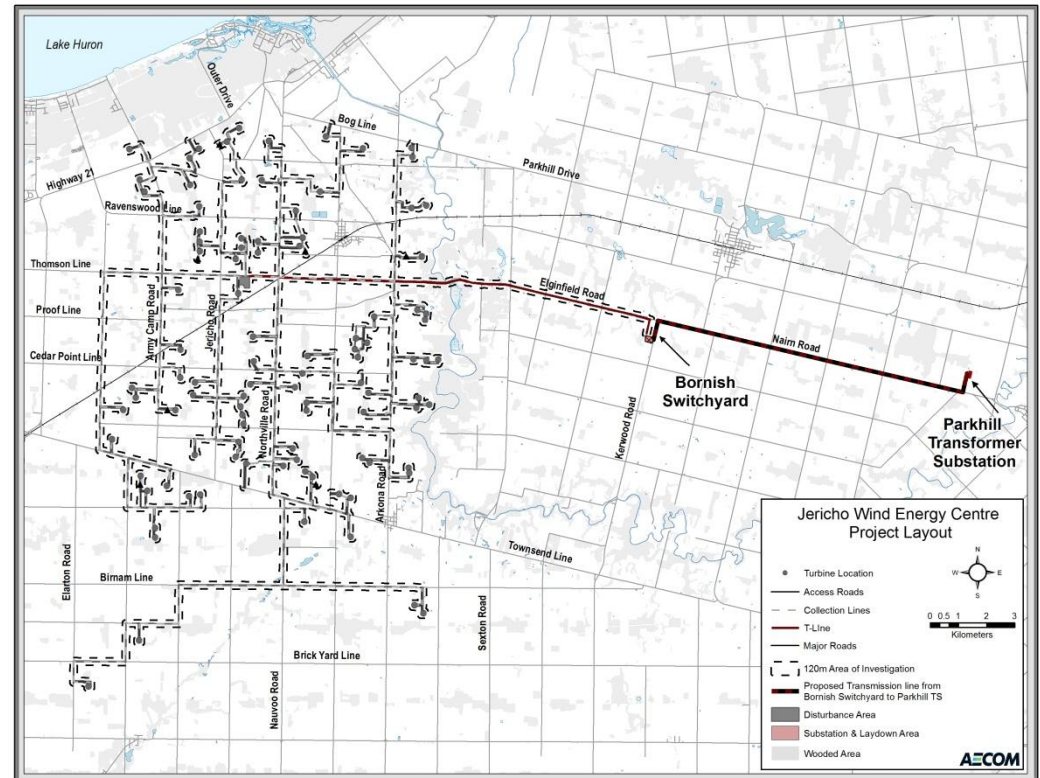 Lake Huron
Outer Drive
Bog Line
Parkhill Drive
Highway 21
Ravenswood Line
Thomson Line
Elginfield Road
Army Camp Road
Jericho Road
Proof Line
Nairn Road
Cedar Point Line
Bornish
Switchyard
Northville Road
Kerwood Road
Parkhill
Transformer
Substation
Arkona Road
Townsend Line
Elarton Road
Birnam Line
Sexton Road
Brick Yard Line
Nauvoo Road
Jericho Wind Energy Centre
Project Layout
N
W E
S
Turbine Location
Access Roads
Collection Lines
T-LIne
Major Roads
0 0.5 1 2 3
Kilometers
120m Area of Investigation
Proposed Transmission line from
Bornish Switchyard to Parkhill TS
Disturbance Area
Substation & Laydown Area
Wooded Area
AECOM